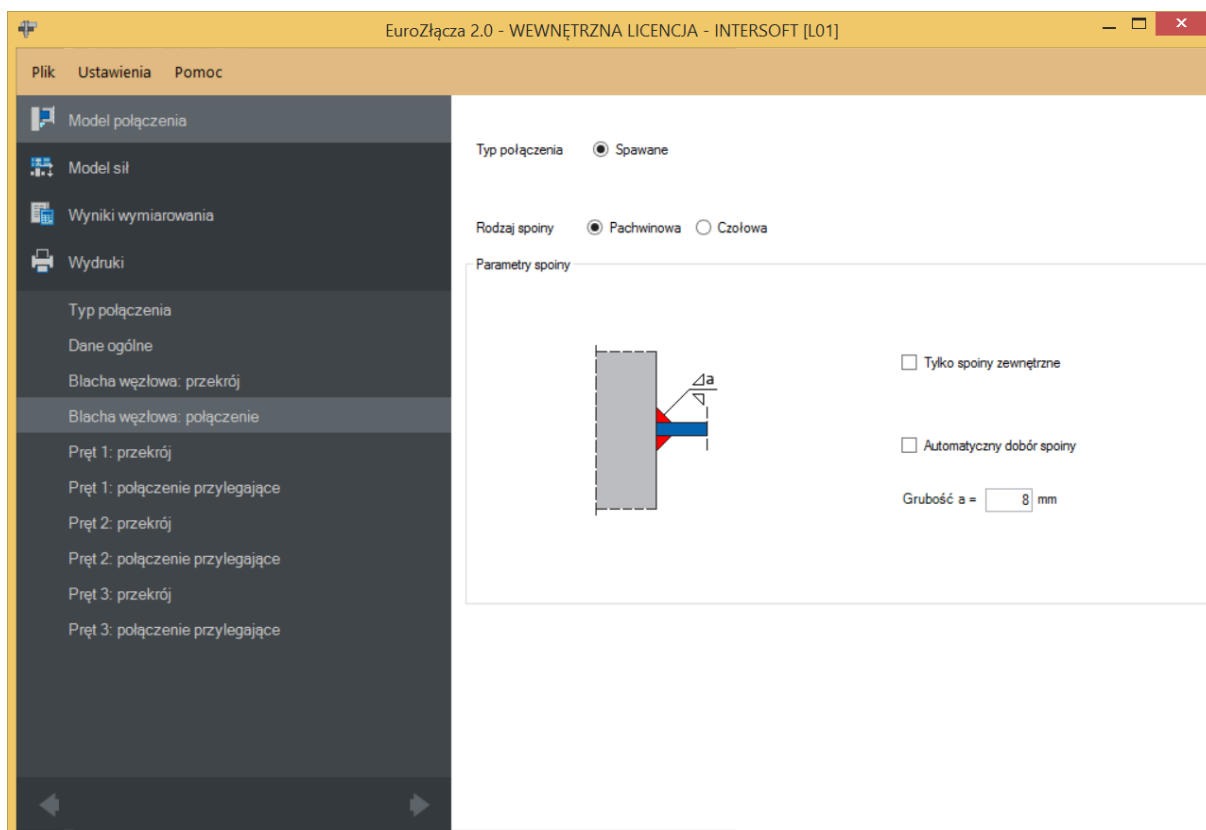 EuroZłącza 2.0 - WEWNĘTRZNA LICENCJA - INTERSOFT [L01]
Plik Ustawienia Pomoc
Model połączenia
Model sił
Wyniki wymiarowania
Wydruki
Typ połączenia
Dane ogólne
Blacha węzłowa: przekrój
Blacha węzłowa: połączenie
Pręt 1: przekrój
Pręt 1: połączenie przylegające
Pręt 2: przekrój
Pręt 2: połączenie przylegające
Pręt 3: przekrój
Pręt 3: połączenie przylegające
Typ połączenia Spawane
Rodzaj spoiny Pachwinowa Czołowa
Parametry spoiny
a
Tylko spoiny zewnętrzne
Automatyczny dobór spoiny
Grubość a = 8 mm